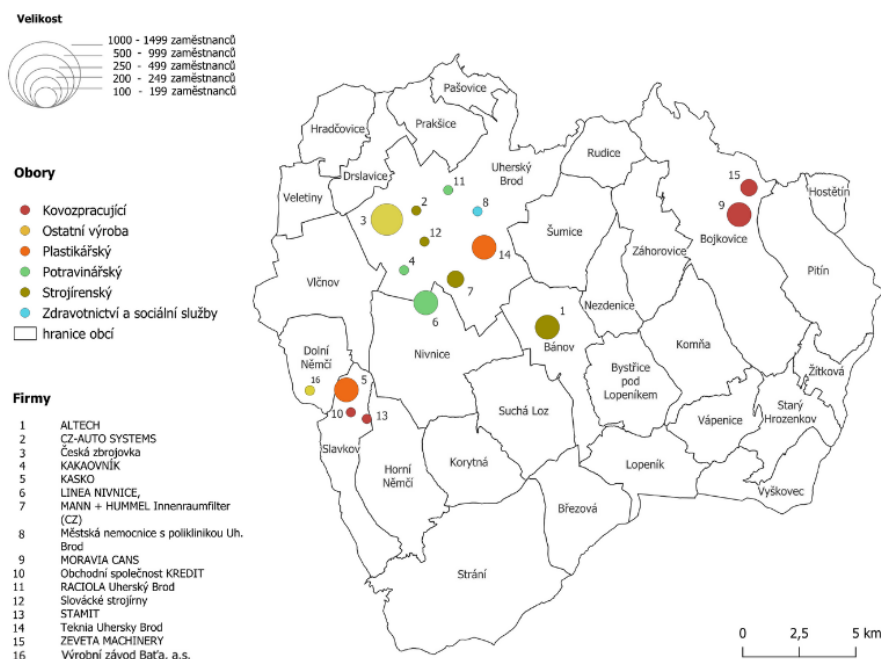 Velikost
1000 - 1499 zaměstnanců
500 - 999 zaměstnanců
250 - 499 zaměstnanců
200 - 249 zaměstnanců
100 - 199 zaměstnanců
Obory
Kovozpracující
Ostatní výroba
Plastikářský
Potravinářský
Strojírenský
Zdravotnictví a sociální služby
hranice obcí
Firmy
1 ALTECH
2 CZ-AUTO SYSTEMS
3 Česká zbrojovka
4 KAKAOVNÍK
5 KASKO
6 LINEA NIVNICE,
7 MANN + HUMMEL Innenraumfilter
(CZ)
8 Městská nemocnice s poliklinikou Uh.
Brod
9 MORAVIA CANS
10 Obchodní společnost KREDIT
11 RACIOLA Uherský Brod
12 Slovácké strojírny
13 STAMIT
14 Teknia Uhersky Brod
15 ZEVETA MACHINERY
16 Výrobní závod Baťa, a.s.
Pašovice
Hradčovice
Prakšice
Uherský
Brod
Rudice
Drslavice
Veletiny
11
2
8
3
12
4
14
7
6
15
9
Hostětín
Bojkovice
Šumice
Záhorovice
Pitín
Vlčnov
Nezdenice
1
Bánov
Nivnice
Komňa
Dolní
Němčí
16
5
10
13
Bystřice
pod
Lopeníkem
Žítková
Starý
Hrozenkov
Vápenice
Suchá Loz
Slavkov
Horní
Němčí
Korytná
Lopeník
Vyškovec
Březová
Strání
0 2,5 5 km